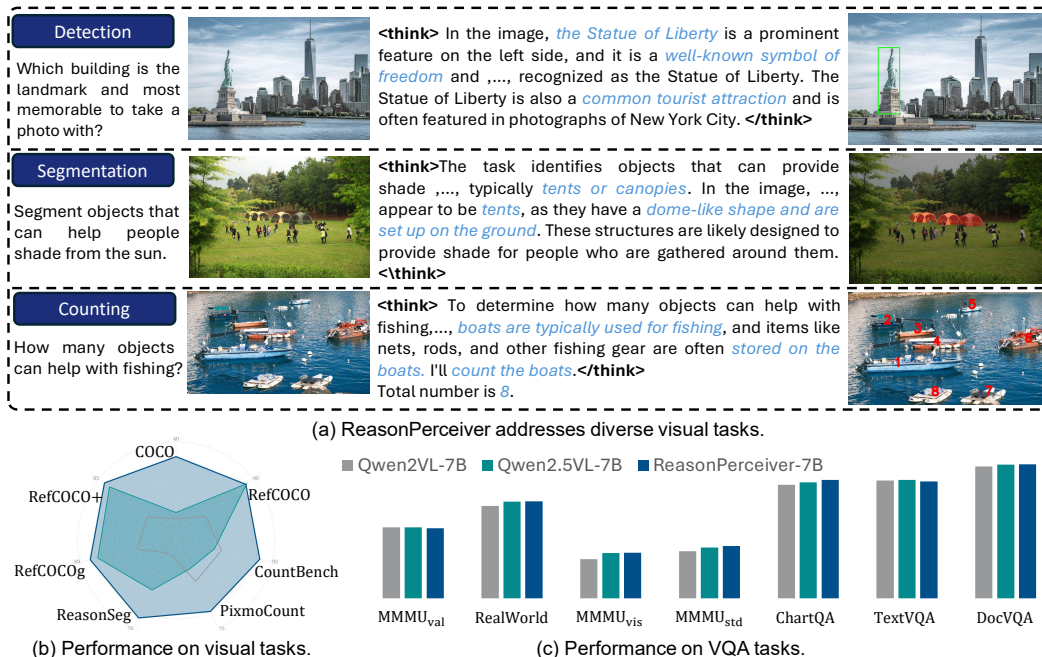 Detection
Which building is the
landmark and most
memorable to take a
photo with?
<think> In the image, the Statue of Liberty is a prominent
feature on the left side, and it is a well-known symbol of
freedom and ,..., recognized as the Statue of Liberty. The
Statue of Liberty is also a common tourist attraction and is
often featured in photographs of New York City. </think>
Segmentation
Segment objects that
can help people
shade from the sun.
<think>The task identifies objects that can provide
shade ,..., typically tents or canopies. In the image, ...,
appear to be tents, as they have a dome-like shape and are
set up on the ground. These structures are likely designed to
provide shade for people who are gathered around them.
<\think>
Counting
How many objects
can help with fishing?
<think> To determine how many objects can help with
fishing,..., boats are typically used for fishing, and items like
nets, rods, and other fishing gear are often stored on the
boats. I'll count the boats.</think>
Total number is 8.
5
2
3
4
6
1
8
7
(a) ReasonPerceiver addresses diverse visual tasks.
COCO
RefCOCO+
RefCOCO
RefCOCOg
CountBench
ReasonSeg
PixmoCount
(b) Performance on visual tasks.
Qwen2VL-7B Qwen2.5VL-7B ReasonPerceiver-7B
MMMUval RealWorld MMMUvis MMMUstd ChartQA TextVQA DocVQA
(c) Performance on VQA tasks.